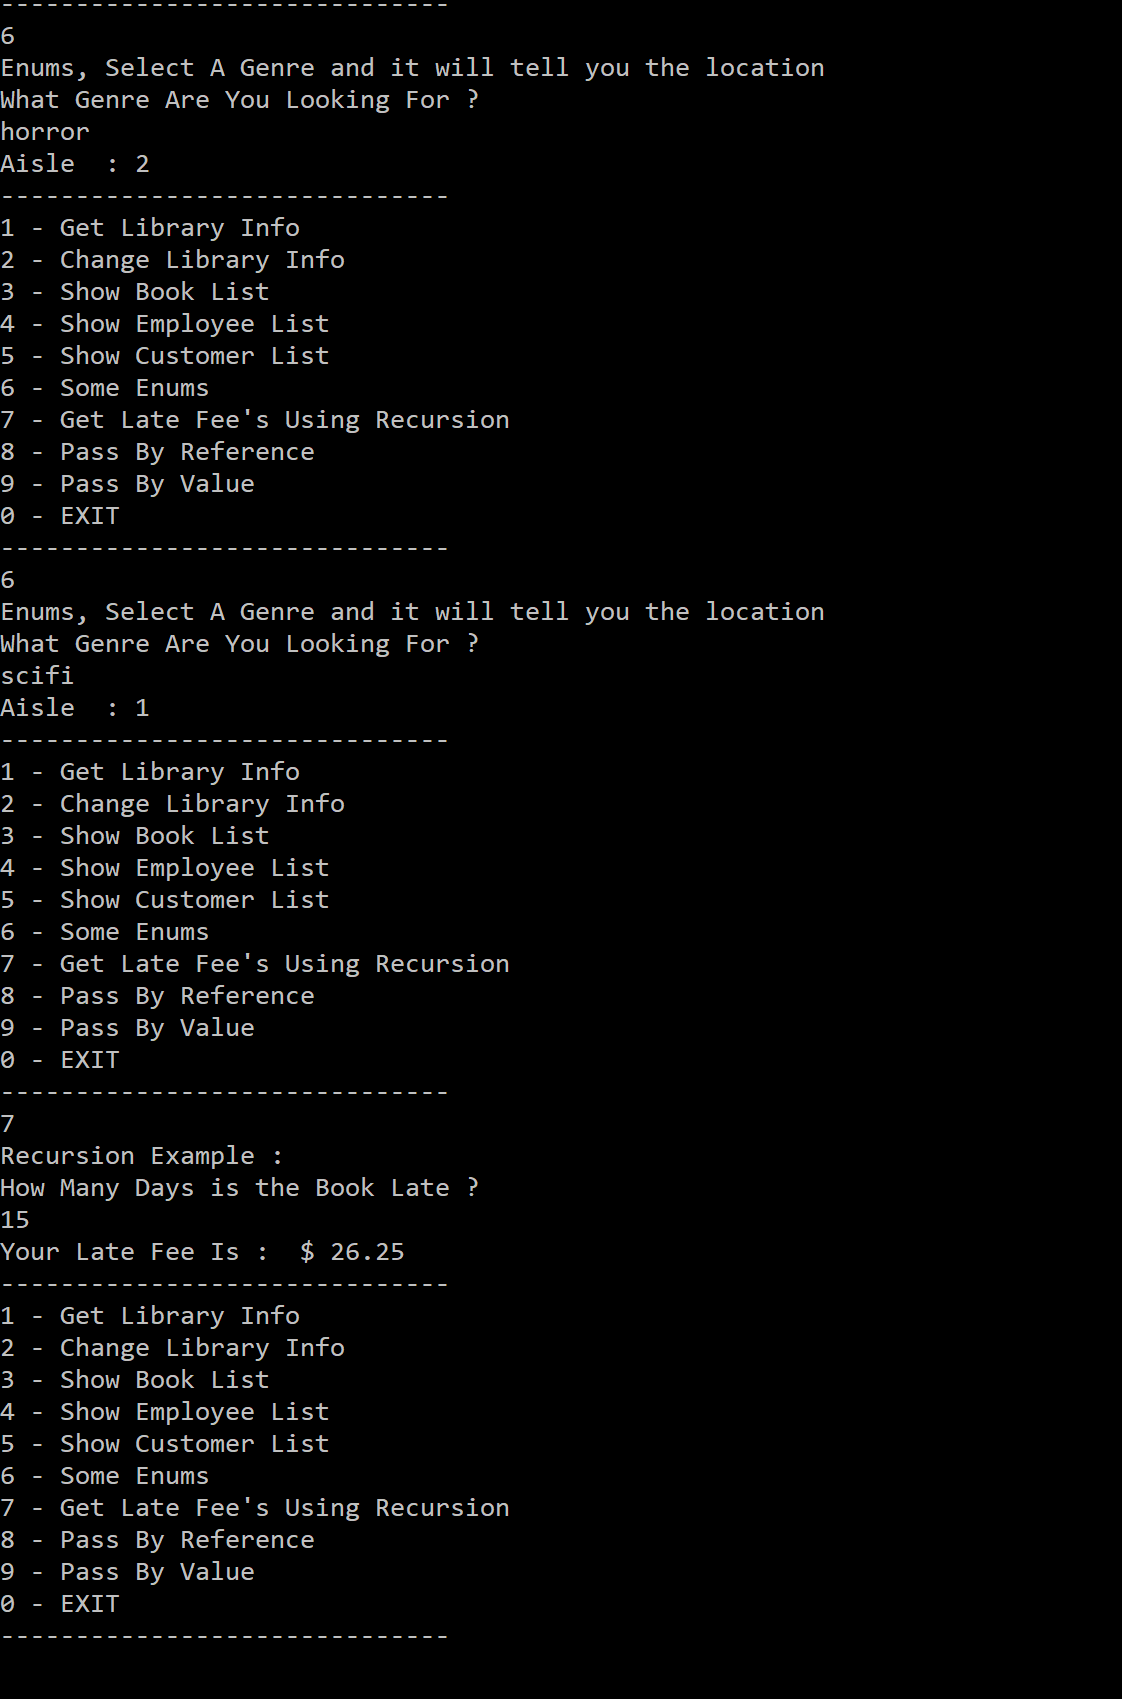 ------------------------------
6
Enums, Select A Genre and it will tell you the location
What Genre Are You Looking For ?
horror
Aisle  : 2
------------------------------
1 - Get Library Info
2 - Change Library Info
3 - Show Book List
4 - Show Employee List
5 - Show Customer List
6 - Some Enums
7 - Get Late Fee's Using Recursion
8 - Pass By Reference
9 - Pass By Value
0 - EXIT
------------------------------
6
Enums, Select A Genre and it will tell you the location
What Genre Are You Looking For ?
scifi
Aisle  : 1
------------------------------
1 - Get Library Info
2 - Change Library Info
3 - Show Book List
4 - Show Employee List
5 - Show Customer List
6 - Some Enums
7 - Get Late Fee's Using Recursion
8 - Pass By Reference
9 - Pass By Value
0 - EXIT
------------------------------
7
Recursion Example :
How Many Days is the Book Late ?
15
Your Late Fee Is :  $ 26.25
------------------------------
1 - Get Library Info
2 - Change Library Info
3 - Show Book List
4 - Show Employee List
5 - Show Customer List
6 - Some Enums
7 - Get Late Fee's Using Recursion
8 - Pass By Reference
9 - Pass By Value
0 - EXIT
------------------------------